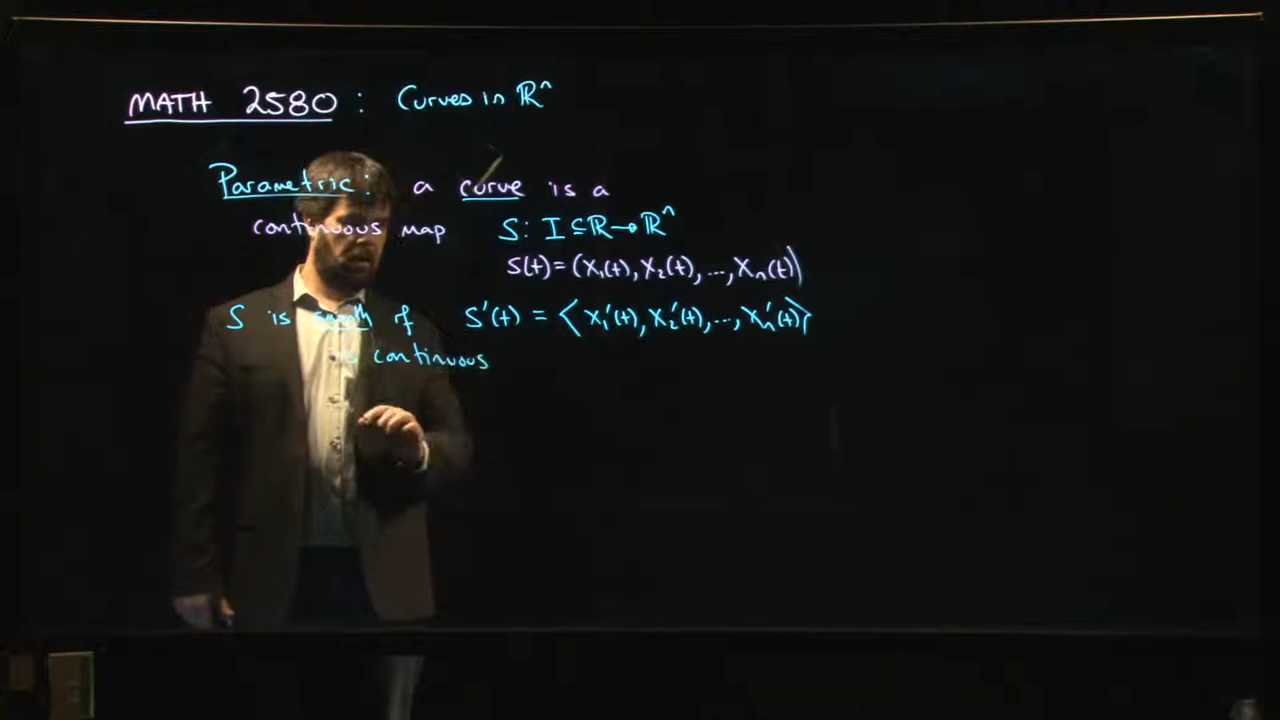 MATH 2580 : Curves in ℝⁿ
Parametric: a curve is a
continuous map S: I ⊆ ℝ → ℝⁿ
S(t) = (x₁(t), x₂(t), ..., xₙ(t))
S is smooth if S'(t) = ⟨x₁'(t), x₂'(t), ..., xₙ'(t)⟩
is continuous